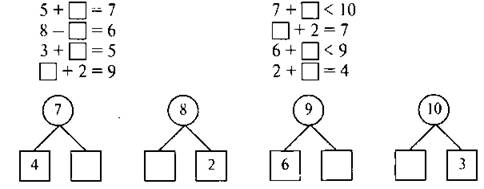 5 + □ = 7
8 – □ = 6
3 + □ = 5
□ + 2 = 9
7 + □ < 10
□ + 2 = 7
6 + □ < 9
2 + □ = 4
7 8 9 10
4 □ □ 2 6 □ □ 3